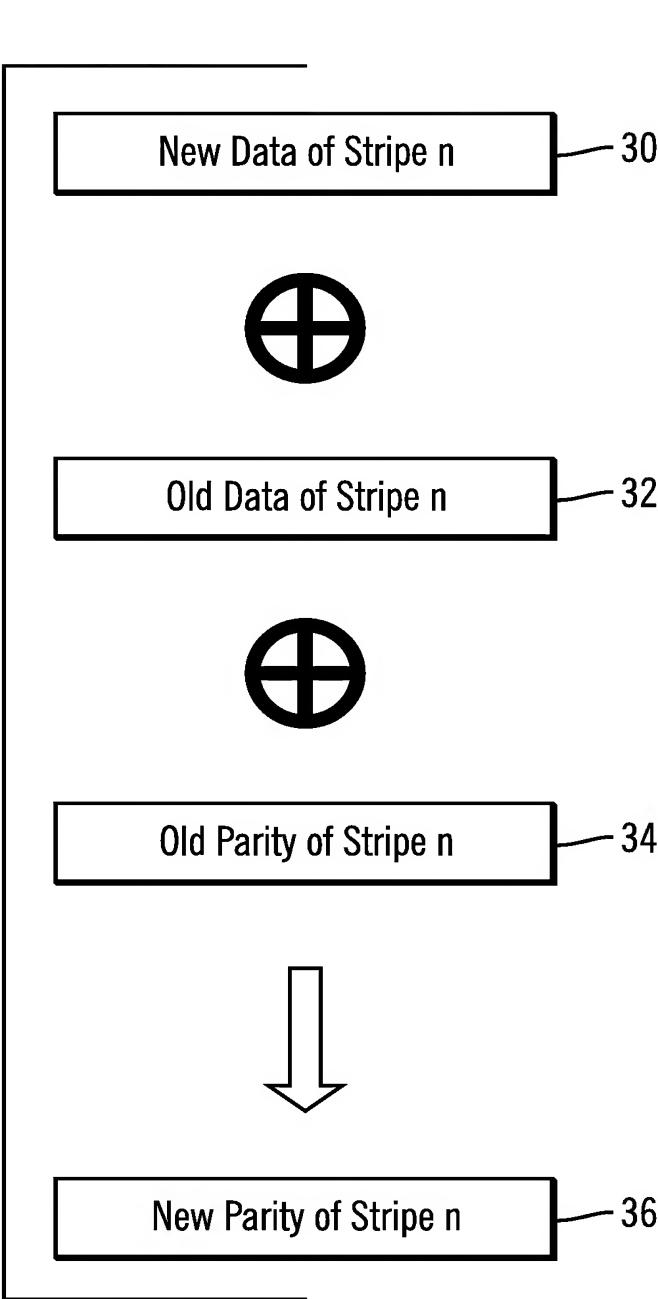 New Data of Stripe n 30
Old Data of Stripe n 32
Old Parity of Stripe n 34
New Parity of Stripe n 36